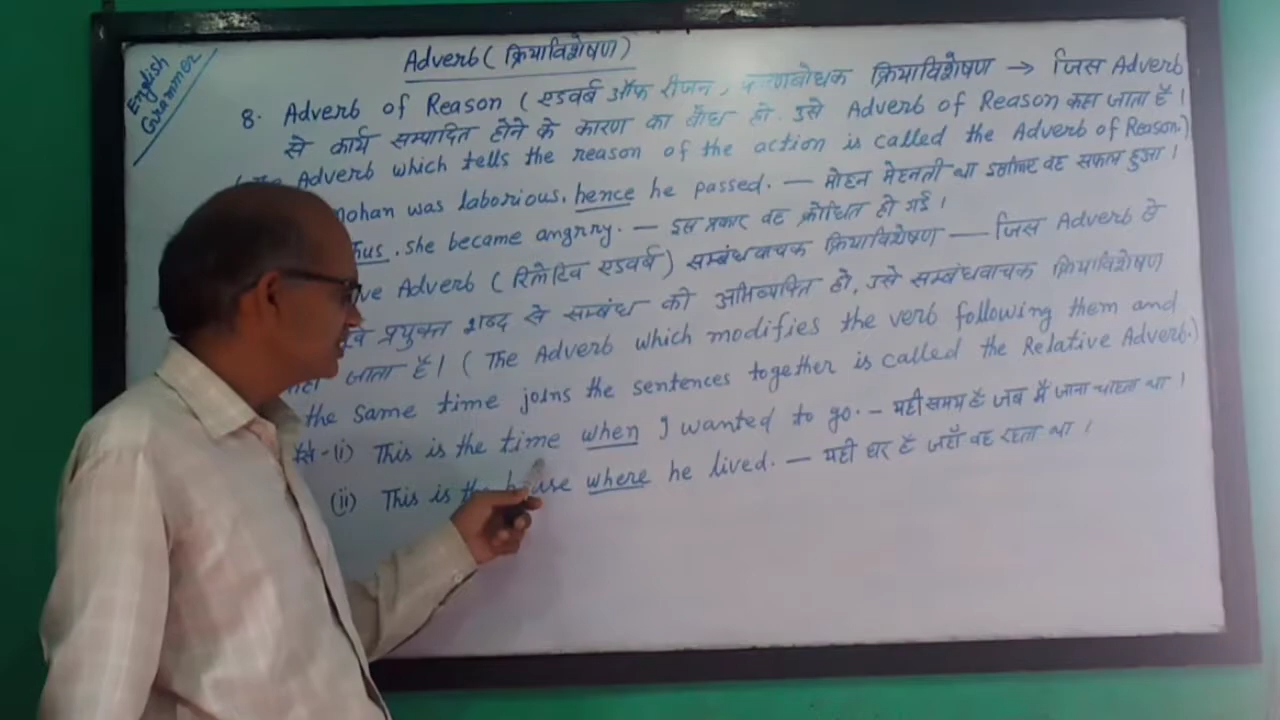 English
Grammer
Adverb (क्रियाविशेषण)
8. Adverb of Reason (एडवर्ब ऑफ रीजन, क्रियाविशेषण → जिस Adverb
से कार्य सम्पादित होने के कारण का बोध हो. उसे Adverb of Reason कहा जाता है।
Adverb which tells the reason of the action is called the Adverb of Reason.)
Mohan was laborious, hence he passed. — मोहन मेहनती था इसलिए वह सफल हुआ।
thus, she became angrry. — इस प्रकार वह क्रोधित हो गई।
ve Adverb (रिलेटिव एडवर्ब) सम्बंधवाचक क्रियाविशेषण — जिस Adverb से
प्रयुक्त शब्द से सम्बंध की अभिव्यक्ति हो, उसे सम्बंधवाचक क्रियाविशेषण
कहा जाता है। (The Adverb which modifies the verb following them and
the same time joins the sentences together is called the Relative Adverb.)
जैसे-(i) This is the time when I wanted to go. — यही समय है जब मैं जाना चाहता था।
(ii) This is the house where he lived. — यही घर है जहाँ वह रहता था।